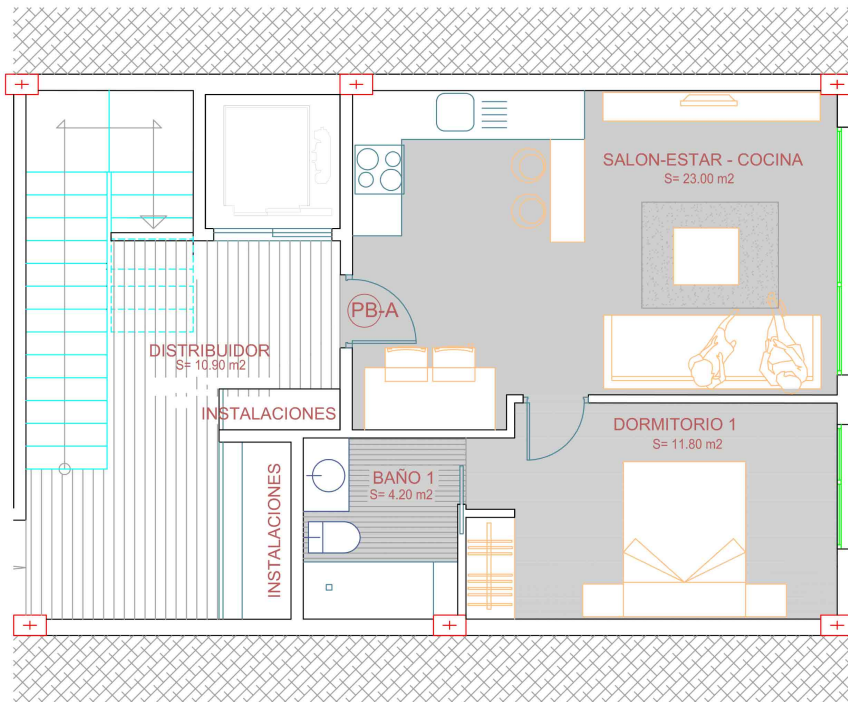 SALON-ESTAR - COCINA
S= 23.00 m2
PB-A
DISTRIBUIDOR
S= 10.90 m2
INSTALACIONES
DORMITORIO 1
S= 11.80 m2
BAÑO 1
S= 4.20 m2
INSTALACIONES